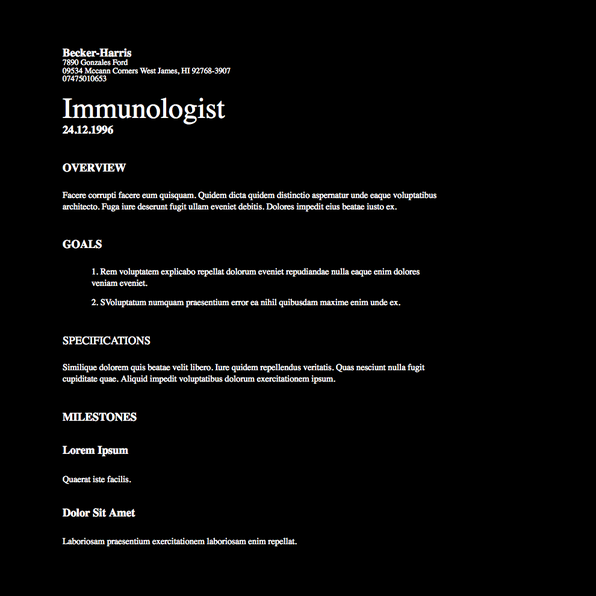 Becker-Harris
7890 Gonzales Ford
09534 Mccann Corners West James, HI 92768-3907
07475010653
Immunologist
24.12.1996
OVERVIEW
Facere corrupti facere eum quisquam. Quidem dicta quidem distinctio aspernatur unde eaque voluptatibus
architecto. Fuga iure deserunt fugit ullam eveniet debitis. Dolores impedit eius beatae iusto ex.
GOALS
1. Rem voluptatem explicabo repellat dolorum eveniet repudiandae nulla eaque enim dolores
veniam eveniet.
2. SVoluptatum numquam praesentium error ea nihil quibusdam maxime enim unde ex.
SPECIFICATIONS
Similique dolorem quis beatae velit libero. Iure quidem repellendus veritatis. Quas nesciunt nulla fugit
cupiditate quae. Aliquid impedit voluptatibus dolorum exercitationem ipsum.
MILESTONES
Lorem Ipsum
Quaerat iste facilis.
Dolor Sit Amet
Laboriosam praesentium exercitationem laboriosam enim repellat.